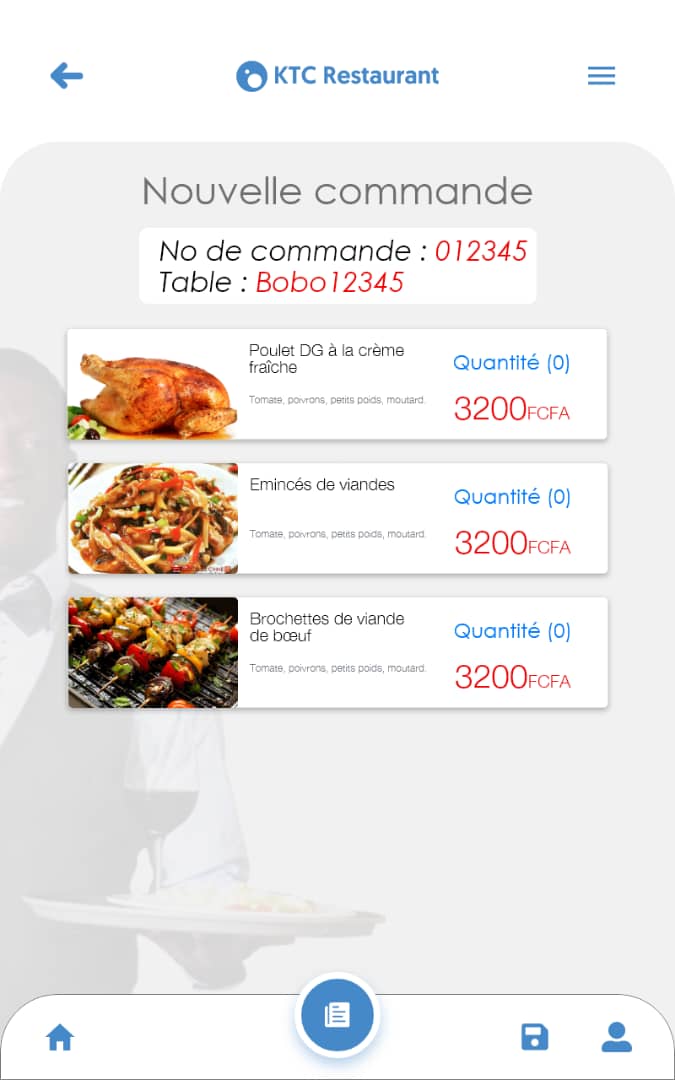 KTC Restaurant
Nouvelle commande
No de commande : 012345
Table : Bobo12345
Poulet DG à la crème
fraîche
Tomate, poivrons, petits poids, moutard.
Quantité (0)
3200FCFA
Emincés de viandes
Tomate, poivrons, petits poids, moutard.
Quantité (0)
3200FCFA
Brochettes de viande
de bœuf
Tomate, poivrons, petits poids, moutard.
Quantité (0)
3200FCFA